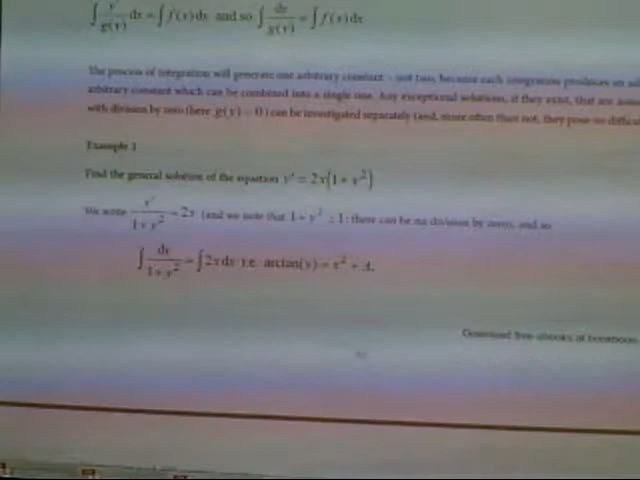 ∫ y'/g(y) dx = ∫ f(x) dx and so ∫ dy/g(y) = ∫ f(x) dx
The process of integration will generate one arbitrary constant – not two, because each integration produces an
arbitrary constant which can be combined into a single one. Any exceptional solutions, if they exist, that are
with division by zero (here g(y) = 0) can be investigated separately (and, more often than not, they pose no
Example 3
Find the general solution of the equation y' = 2x(1 + y²)
We write y'/(1 + y²) = 2x (and we note that 1 + y² ≥ 1: there can be no division by zero), and so
∫ dy/(1 + y²) = ∫ 2x dx i.e. arctan(y) = x² + A,
Download free ebooks at